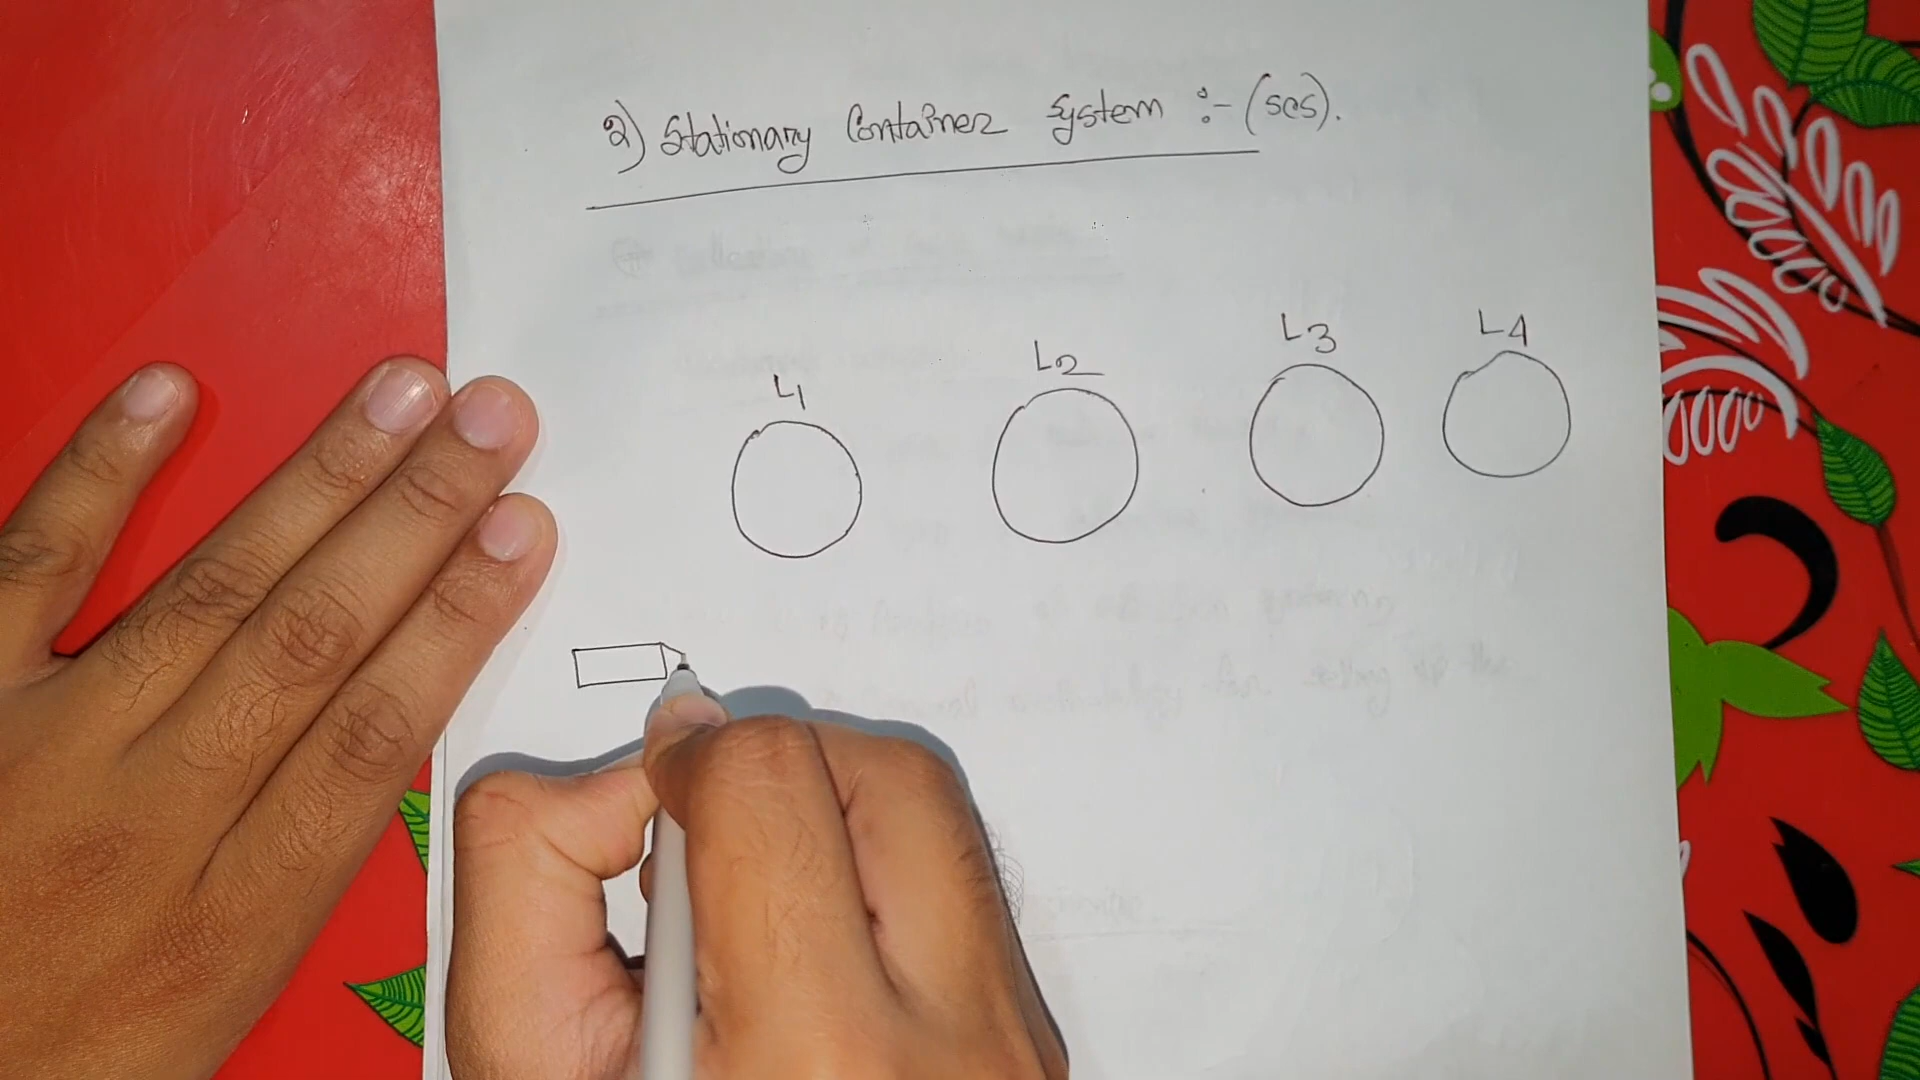 2) Stationary Container System :- (SCS).
L1 L2 L3 L4